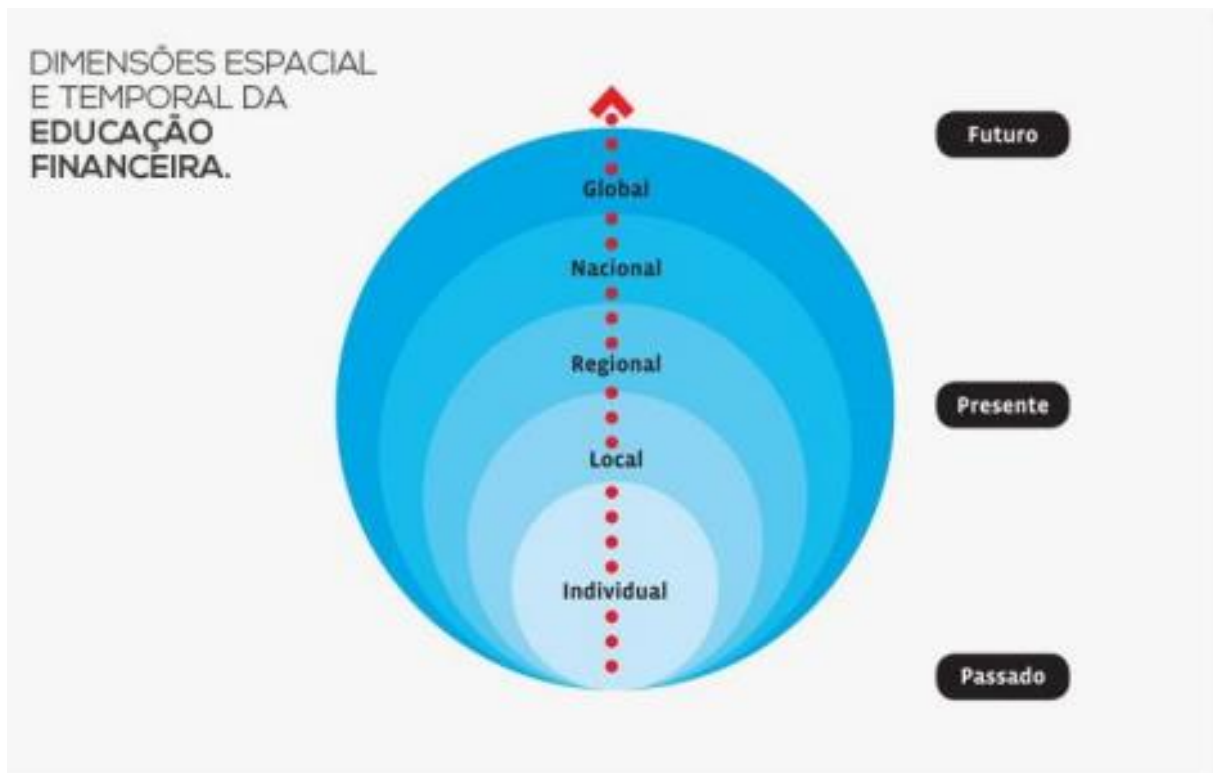 DIMENSÕES ESPACIAL
E TEMPORAL DA
EDUCAÇÃO
FINANCEIRA.
Futuro
Global
Nacional
Regional
Presente
Local
Individual
Passado